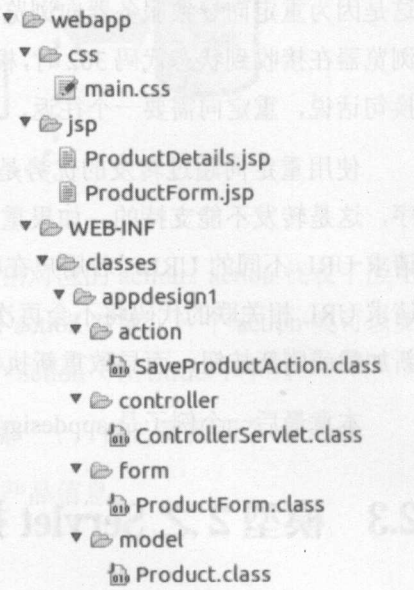 webapp
css
main.css
jsp
ProductDetails.jsp
ProductForm.jsp
WEB-INF
classes
appdesign1
action
SaveProductAction.class
controller
ControllerServlet.class
form
ProductForm.class
model
Product.class